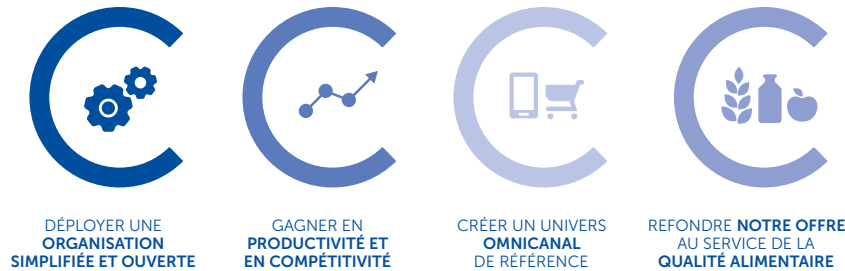 DÉPLOYER UNE
ORGANISATION
SIMPLIFIÉE ET OUVERTE
GAGNER EN
PRODUCTIVITÉ ET
EN COMPÉTITIVITÉ
CRÉER UN UNIVERS
OMNICANAL
DE RÉFÉRENCE
REFONDRE NOTRE OFFRE
AU SERVICE DE LA
QUALITÉ ALIMENTAIRE